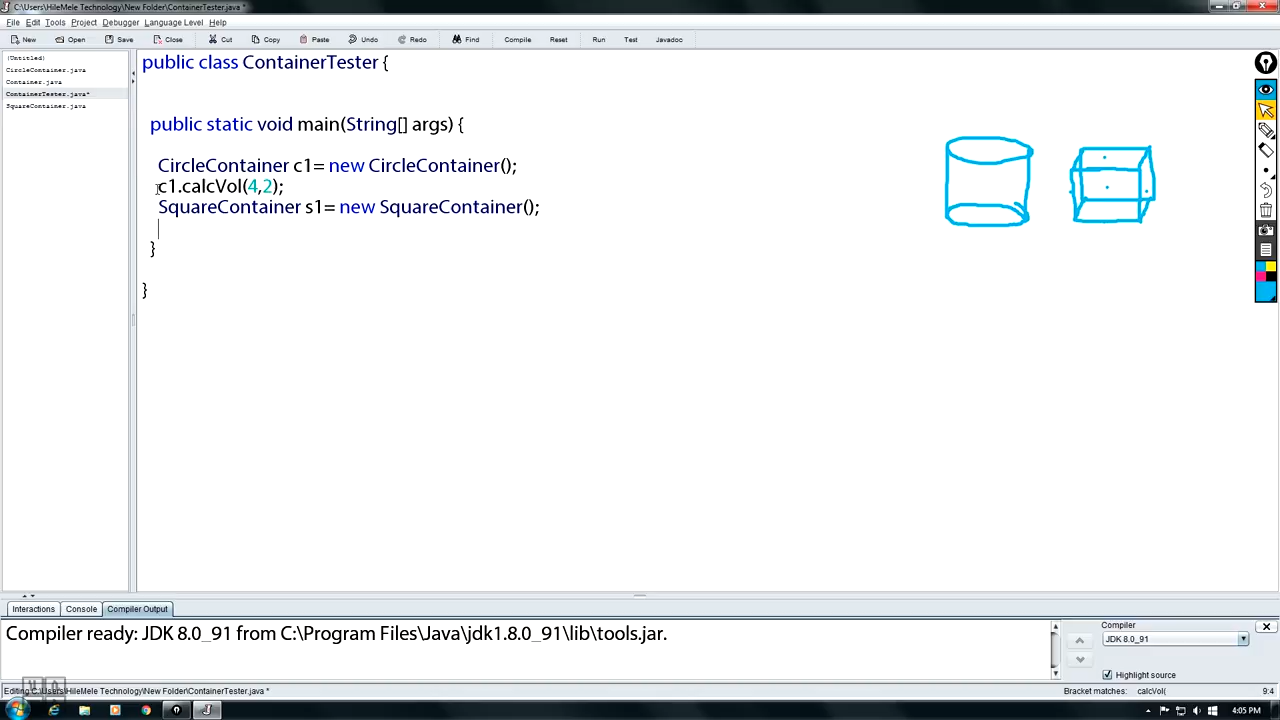 C:\Users\HileMele Technology\New Folder\ContainerTester.java *
File Edit Tools Project Debugger Language Level Help
New Open Save Close Cut Copy Paste Undo Redo Find Compile Reset Run Test Javadoc
(Untitled)
CircleContainer.java
Container.java
ContainerTester.java*
SquareContainer.java
public class ContainerTester {
public static void main(String[] args) {
CircleContainer c1= new CircleContainer();
c1.calcVol(4,2);
SquareContainer s1= new SquareContainer();
}
}
Interactions Console Compiler Output
Compiler ready: JDK 8.0_91 from C:\Program Files\Java\jdk1.8.0_91\lib\tools.jar.
Compiler
JDK 8.0_91
Highlight source
Editing C:\Users\HileMele Technology\New Folder\ContainerTester.java *
Bracket matches: calcVol(
9:4
4:05 PM